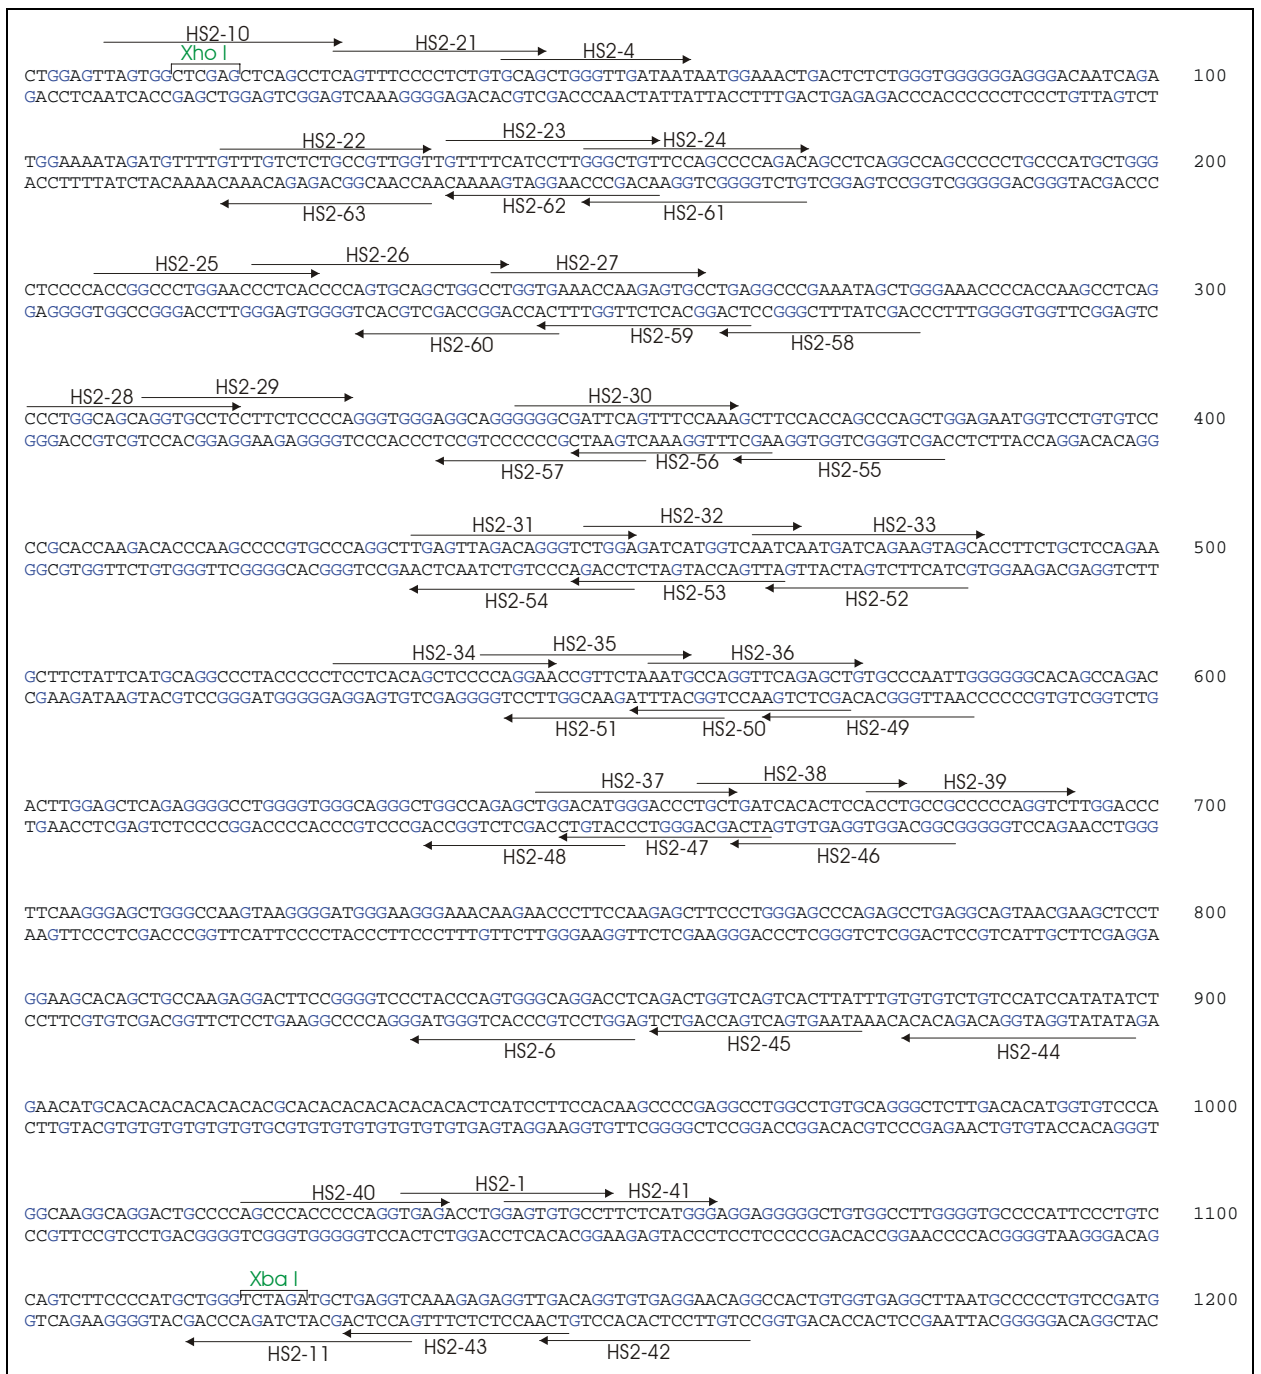 HS2-10
HS2-21
HS2-4
Xho I
CTGGAGTTAGTGGCTCGAGCTCAGCCTCAGTTTCCCCTCTGTGCAGCTGGGTTGATAATAATGGAAACTGACTCTCTGGGTGGGGGGAGGGACAATCAGA 100
GACCTCAATCACCGAGCTGGAGTCGGAGTCAAAGGGGAGACACGTCGACCCAACTATTATTACCTTTGACTGAGAGACCCACCCCCCTCCCTGTTAGTCT
HS2-22
HS2-23
HS2-24
TGGAAAATAGATGTTTTGTTTGTCTCTGCCGTTGGTTGTTTTCATCCTTGGGCTGTTCCAGCCCCAGACAGCCTCAGGCCAGCCCCCTGCCCATGCTGGG 200
ACCTTTTATCTACAAAACAAACAGAGACGGCAACCAACAAAAGTAGGAACCCGACAAGGTCGGGGTCTGTCGGAGTCCGGTCGGGGGACGGGTACGACCC
HS2-63
HS2-62
HS2-61
HS2-25
HS2-26
HS2-27
CTCCCCACCGGCCCTGGAACCCTCACCCCAGTGCAGCTGGCCTGGTGAAACCAAGAGTGCCTGAGGCCCGAAATAGCTGGGAAACCCCACCAAGCCTCAG 300
GAGGGGTGGCCGGGACCTTGGGAGTGGGGTCACGTCGACCGGACCACTTTGGTTCTCACGGACTCCGGGCTTTATCGACCCTTTGGGGTGGTTCGGAGTC
HS2-60
HS2-59
HS2-58
HS2-28
HS2-29
HS2-30
CCCTGGCAGCAGGTGCCTCCTTCTCCCCAGGGTGGGAGGCAGGGGGGCGATTCAGTTTCCAAAGCTTCCACCAGCCCAGCTGGAGAATGGTCCTGTGTCC 400
GGGACCGTCGTCCACGGAGGAAGAGGGGTCCCACCCTCCGTCCCCCCGCTAAGTCAAAGGTTTCGAAGGTGGTCGGGTCGACCTCTTACCAGGACACAGG
HS2-57
HS2-56
HS2-55
HS2-31
HS2-32
HS2-33
CCGCACCAAGACACCCAAGCCCCGTGCCCAGGCTTGAGTTAGACAGGGTCTGGAGATCATGGTCAATCAATGATCAGAAGTAGCACCTTCTGCTCCAGAA 500
GGCGTGGTTCTGTGGGTTCGGGGCACGGGTCCGAACTCAATCTGTCCCAGACCTCTAGTACCAGTTAGTTACTAGTCTTCATCGTGGAAGACGAGGTCTT
HS2-54
HS2-53
HS2-52
HS2-34
HS2-35
HS2-36
GCTTCTATTCATGCAGGCCCTACCCCCTCCTCACAGCTCCCCAGGAACCGTTCTAAATGCCAGGTTCAGAGCTGTGCCCAATTGGGGGGCACAGCCAGAC 600
CGAAGATAAGTACGTCCGGGATGGGGGAGGAGTGTCGAGGGGTCCTTGGCAAGATTTACGGTCCAAGTCTCGACACGGGTTAACCCCCCGTGTCGGTCTG
HS2-51
HS2-50
HS2-49
HS2-37
HS2-38
HS2-39
ACTTGGAGCTCAGAGGGGCCTGGGGTGGGCAGGGCTGGCCAGAGCTGGACATGGGACCCTGCTGATCACACTCCACCTGCCGCCCCCAGGTCTTGGACCC 700
TGAACCTCGAGTCTCCCCGGACCCCACCCGTCCCGACCGGTCTCGACCTGTACCCTGGGACGACTAGTGTGAGGTGGACGGCGGGGGTCCAGAACCTGGG
HS2-48
HS2-47
HS2-46
TTCAAGGGAGCTGGGCCAAGTAAGGGGATGGGAAGGGAAACAAGAACCCTTCCAAGAGCTTCCCTGGGAGCCCAGAGCCTGAGGCAGTAACGAAGCTCCT 800
AAGTTCCCTCGACCCGGTTCATTCCCCTACCCTTCCCTTTGTTCTTGGGAAGGTTCTCGAAGGGACCCTCGGGTCTCGGACTCCGTCATTGCTTCGAGGA
GGAAGCACAGCTGCCAAGAGGACTTCCGGGGTCCCTACCCAGTGGGCAGGACCTCAGACTGGTCAGTCACTTATTTGTGTGTCTGTCCATCCATATATCT 900
CCTTCGTGTCGACGGTTCTCCTGAAGGCCCCAGGGATGGGTCACCCGTCCTGGAGTCTGACCAGTCAGTGAATAAACACACAGACAGGTAGGTATATAGA
HS2-6
HS2-45
HS2-44
GAACATGCACACACACACACACACGCACACACACACACACACTCATCCTTCCACAAGCCCCGAGGCCTGGCCTGTGCAGGGCTCTTGACACATGGTGTCCCA 1000
CTTGTACGTGTGTGTGTGTGTGCGTGTGTGTGTGTGTGTGAGTAGGAAGGTGTTCGGGGCTCCGGACCGGACACGTCCCGAGAACTGTGTACCACAGGGT
HS2-40
HS2-1
HS2-41
GGCAAGGCAGGACTGCCCCAGCCCACCCCCAGGTGAGACCTGGAGTGTGCCTTCTCATGGGAGGAGGGGGCTGTGGCCTTGGGGTGCCCCATTCCCTGTC 1100
CCGTTCCGTCCTGACGGGGTCGGGTGGGGGTCCACTCTGGACCTCACACGGAAGAGTACCCTCCTCCCCCGACACCGGAACCCCACGGGGTAAGGGACAG
Xba I
CAGTCTTCCCCATGCTGGGTCTAGATGCTGAGGTCAAAGAGAGGTTGACAGGTGTGAGGAACAGGCCACTGTGGTGAGGCTTAATGCCCCCTGTCCGATG 1200
GTCAGAAGGGGTACGACCCAGATCTACGACTCCAGTTTCTCTCCAACTGTCCACACTCCTTGTCCGGTGACACCACTCCGAATTACGGGGGACAGGCTAC
HS2-11
HS2-43
HS2-42